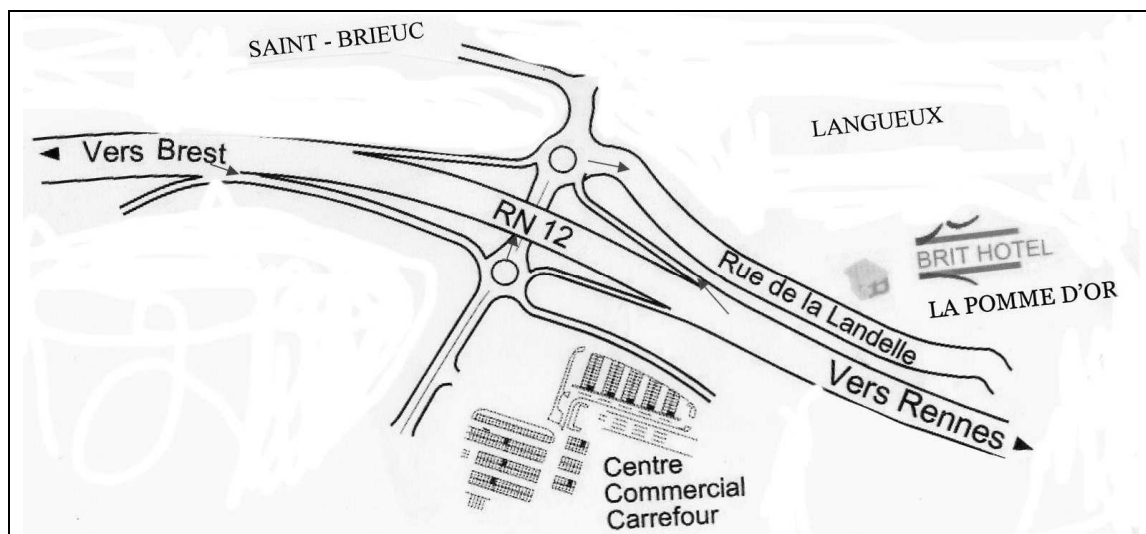 SAINT - BRIEUC
LANGUEUX
Vers Brest
RN 12
BRIT HOTEL
LA POMME D'OR
Rue de la Landelle
Vers Rennes
Centre
Commercial
Carrefour